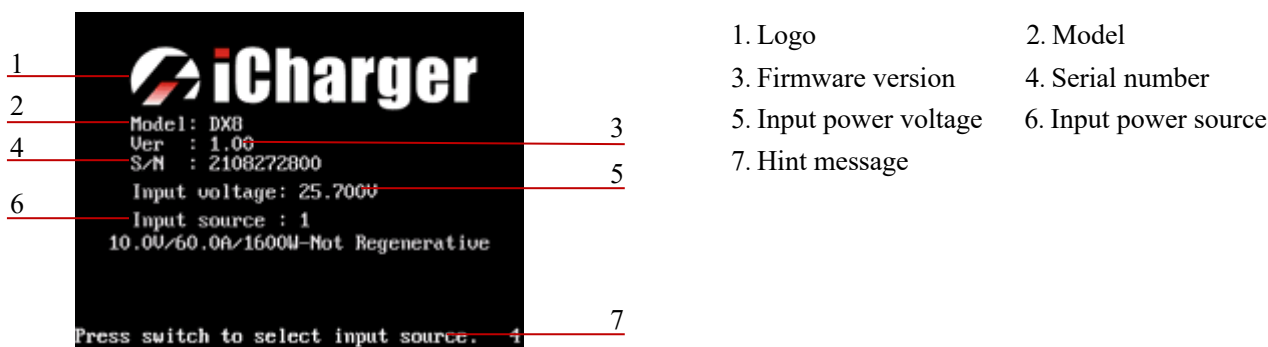 iCharger
Model: DX8
Ver : 1.00
S/N : 2108272800
Input voltage: 25.700V
Input source : 1
10.0V/60.0A/1600W-Not Regenerative
Press switch to select input source. 4
1
2
4
6
3
5
7
1. Logo 2. Model
3. Firmware version 4. Serial number
5. Input power voltage 6. Input power source
7. Hint message